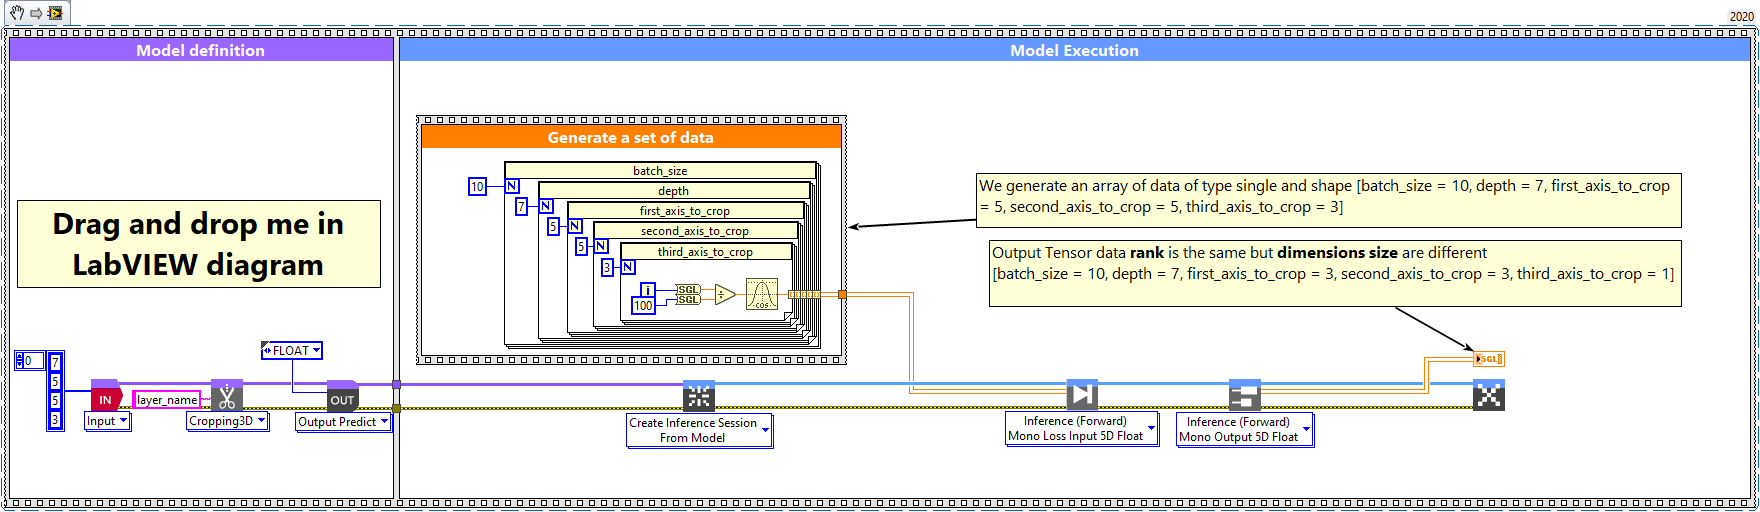 2020
Model definition
Model Execution
Generate a set of data
batch_size
10
N
depth
7
N
first_axis_to_crop
5
N
second_axis_to_crop
5
N
third_axis_to_crop
3
N
i
SGL
100
SGL
÷
COS
We generate an array of data of type single and shape [batch_size = 10, depth = 7, first_axis_to_crop
= 5, second_axis_to_crop = 5, third_axis_to_crop = 3]
Output Tensor data rank is the same but dimensions size are different
[batch_size = 10, depth = 7, first_axis_to_crop = 3, second_axis_to_crop = 3, third_axis_to_crop = 1]
Drag and drop me in
LabVIEW diagram
FLOAT
SGL
0
7
5
5
3
IN
layer_name
OUT
Input
Cropping3D
Output Predict
Create Inference Session
From Model
Inference (Forward)
Mono Loss Input 5D Float
Inference (Forward)
Mono Output 5D Float